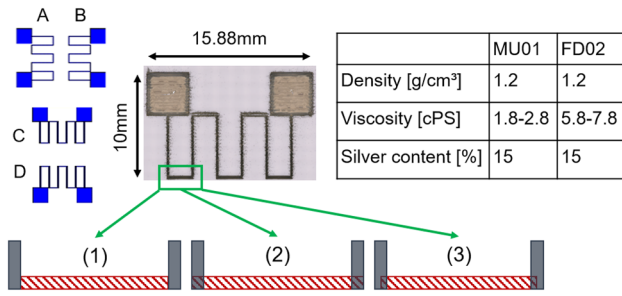 A B
C
D
15.88mm
10mm
MU01 FD02
Density [g/cm³] 1.2 1.2
Viscosity [cPS] 1.8-2.8 5.8-7.8
Silver content [%] 15 15
(1) (2) (3)